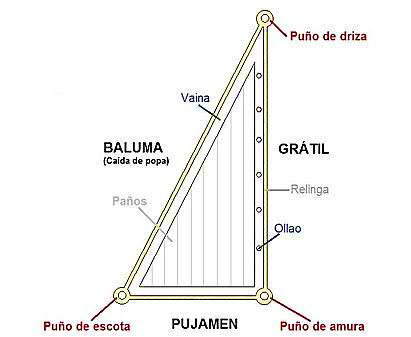 Puño de driza
Vaina
BALUMA
(Caída de popa)
GRÁTIL
Relinga
Paños
Ollao
Puño de escota
PUJAMEN
Puño de amura